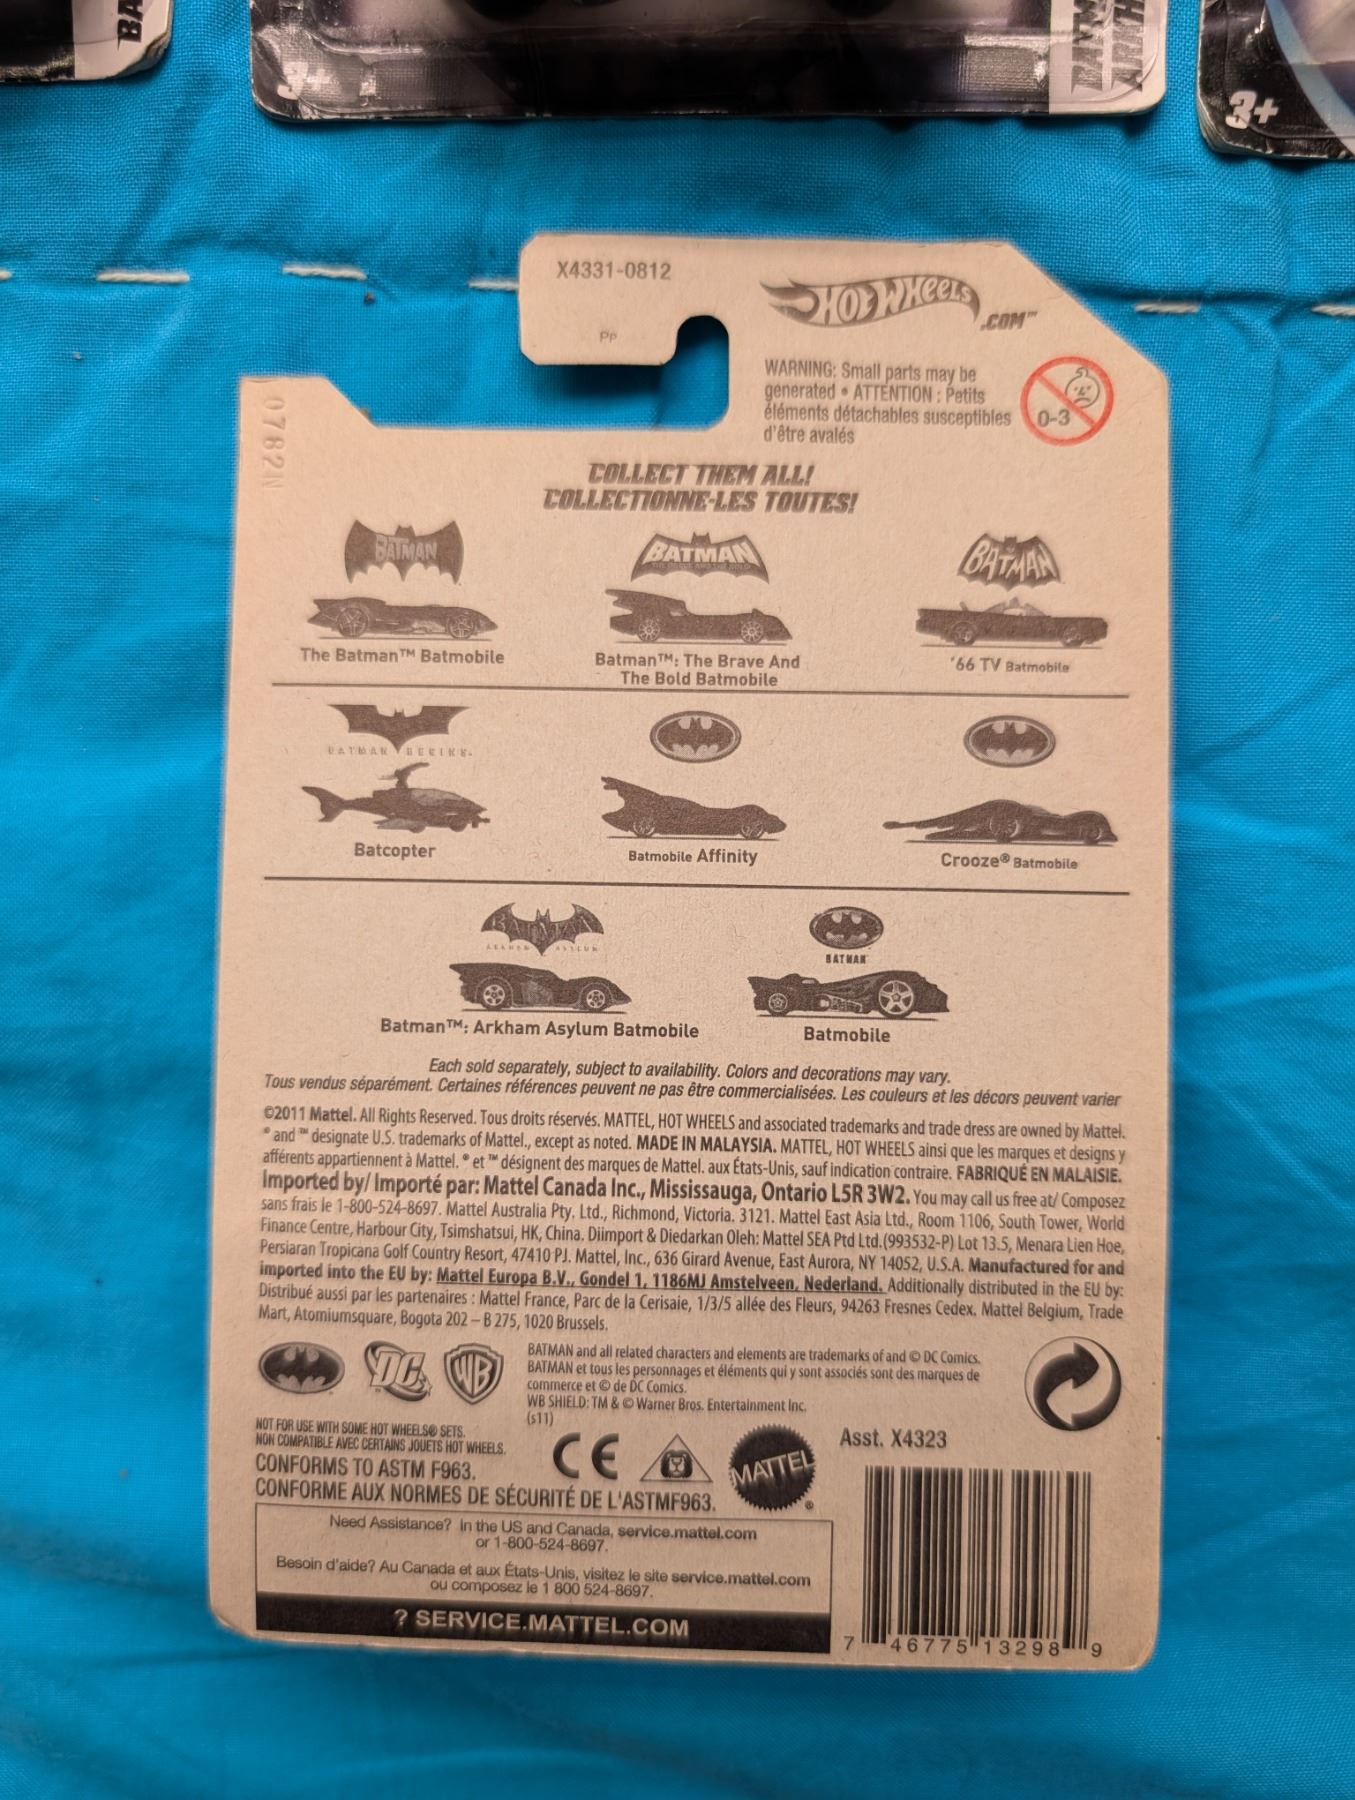 3+
3+
X4331-0812
Pp
HOT WHEELS
.COM™
WARNING: Small parts may be
generated • ATTENTION : Petits
éléments détachables susceptibles
d'être avalés
0-3
0782N
COLLECT THEM ALL!
COLLECTIONNE-LES TOUTES!
BATMAN
BATMAN
THE BRAVE AND THE BOLD
BATMAN
The Batman™ Batmobile
Batman™: The Brave And
The Bold Batmobile
'66 TV Batmobile
BATMAN BEGINS
Batcopter
Batmobile Affinity
Crooze® Batmobile
BATMAN
ARKHAM ASYLUM
BATMAN
Batman™: Arkham Asylum Batmobile
Batmobile
Each sold separately, subject to availability. Colors and decorations may vary.
Tous vendus séparément. Certaines références peuvent ne pas être commercialisées. Les couleurs et les décors peuvent varier
©2011 Mattel. All Rights Reserved. Tous droits réservés. MATTEL, HOT WHEELS and associated trademarks and trade dress are owned by Mattel.
® and ™ designate U.S. trademarks of Mattel., except as noted. MADE IN MALAYSIA. MATTEL, HOT WHEELS ainsi que les marques et designs y
afférents appartiennent à Mattel. ® et ™ désignent des marques de Mattel. aux États-Unis, sauf indication contraire. FABRIQUÉ EN MALAISIE.
Imported by/ Importé par: Mattel Canada Inc., Mississauga, Ontario L5R 3W2. You may call us free at/ Composez
sans frais le 1-800-524-8697. Mattel Australia Pty. Ltd., Richmond, Victoria. 3121. Mattel East Asia Ltd., Room 1106, South Tower, World
Finance Centre, Harbour City, Tsimshatsui, HK, China. Diimport & Diedarkan Oleh: Mattel SEA Ptd Ltd.(993532-P) Lot 13.5, Menara Lien Hoe,
Persiaran Tropicana Golf Country Resort, 47410 PJ. Mattel, Inc., 636 Girard Avenue, East Aurora, NY 14052, U.S.A. Manufactured for and
imported into the EU by: Mattel Europa B.V., Gondel 1, 1186MJ Amstelveen, Nederland. Additionally distributed in the EU by:
Distribué aussi par les partenaires : Mattel France, Parc de la Cerisaie, 1/3/5 allée des Fleurs, 94263 Fresnes Cedex. Mattel Belgium, Trade
Mart, Atomiumsquare, Bogota 202 – B 275, 1020 Brussels.
DC
WB
BATMAN and all related characters and elements are trademarks of and © DC Comics.
BATMAN et tous les personnages et éléments qui y sont associés sont des marques de
commerce et © de DC Comics.
WB SHIELD: TM & © Warner Bros. Entertainment Inc.
(s11)
NOT FOR USE WITH SOME HOT WHEELS® SETS.
NON COMPATIBLE AVEC CERTAINS JOUETS HOT WHEELS.
CONFORMS TO ASTM F963.
CONFORME AUX NORMES DE SÉCURITÉ DE L'ASTMF963.
CE
MATTEL
®
Asst. X4323
Need Assistance? In the US and Canada, service.mattel.com
or 1-800-524-8697.
Besoin d'aide? Au Canada et aux États-Unis, visitez le site service.mattel.com
ou composez le 1 800 524-8697.
? SERVICE.MATTEL.COM
7 46775 13298 9